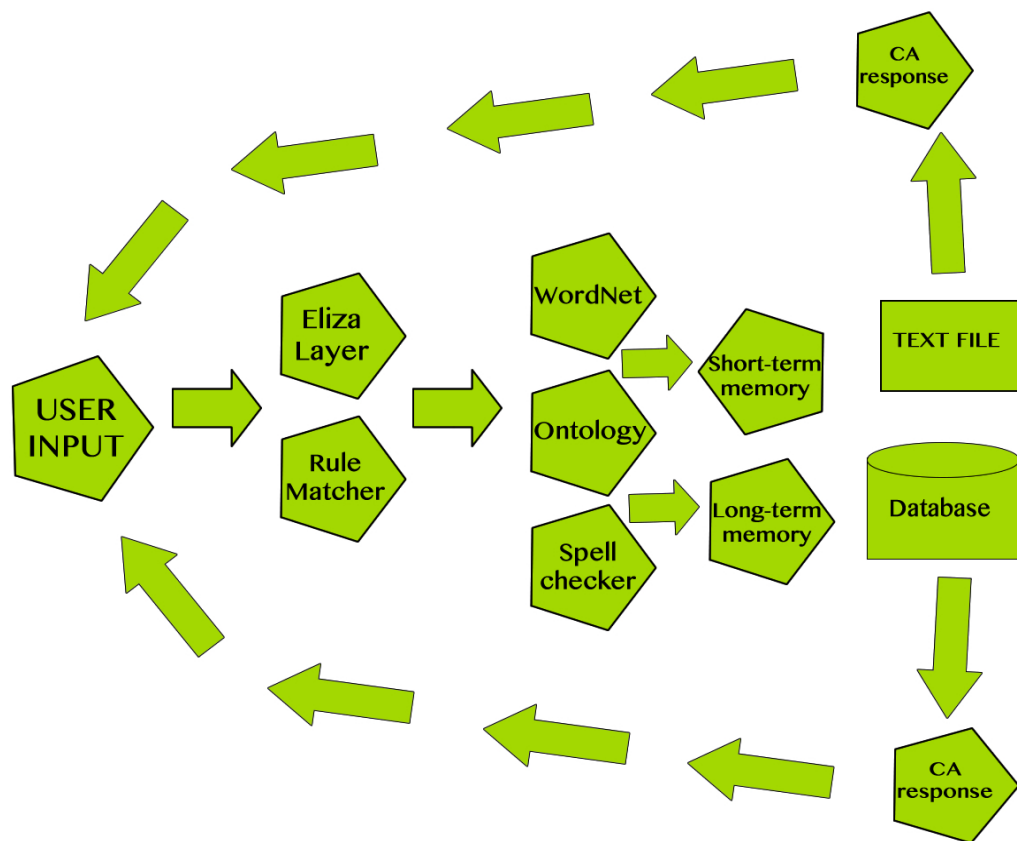 CA
response
Eliza
Layer
WordNet
TEXT FILE
Short-term
memory
USER
INPUT
Ontology
Rule
Matcher
Database
Long-term
memory
Spell
checker
CA
response